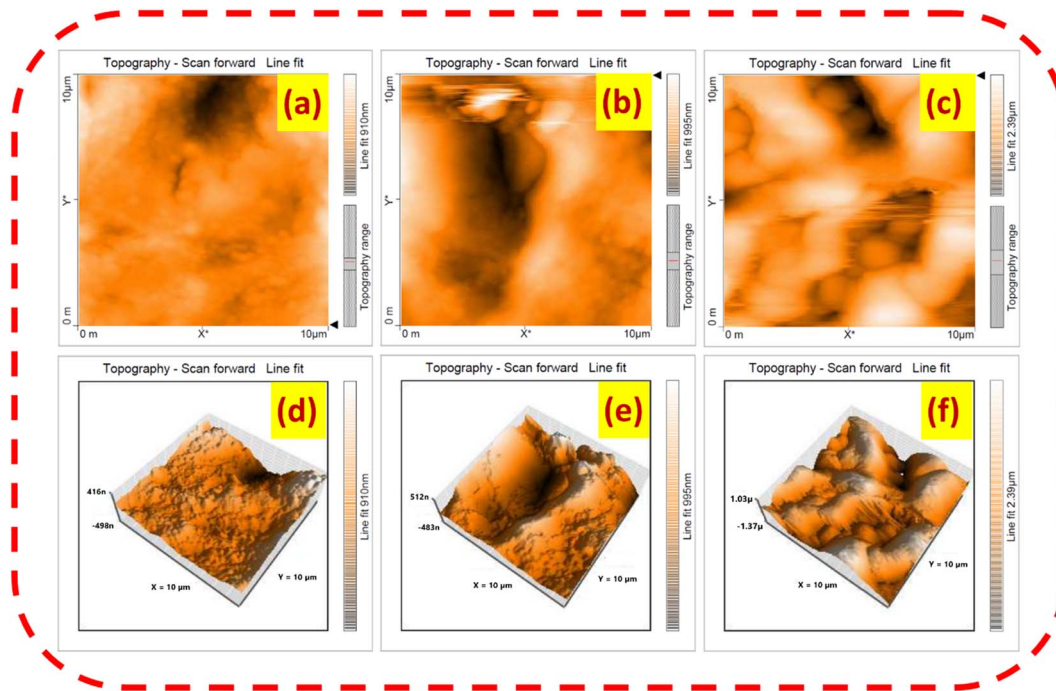 Topography - Scan forward Line fit
(a)
10µm
Y*
0 m
0 m
X*
10µm
Line fit 910nm
Topography range
Topography - Scan forward Line fit
(b)
10µm
Y*
0 m
0 m
X*
10µm
Line fit 995nm
Topography range
Topography - Scan forward Line fit
(c)
10µm
Y*
0 m
0 m
X*
10µm
Line fit 2.39µm
Topography range
Topography - Scan forward Line fit
(d)
416n
-498n
X = 10 µm
Y = 10 µm
Line fit 910nm
Topography - Scan forward Line fit
(e)
512n
-483n
X = 10 µm
Y = 10 µm
Line fit 995nm
Topography - Scan forward Line fit
(f)
1.03µ
-1.37µ
X = 10 µm
Y = 10 µm
Line fit 2.39µm